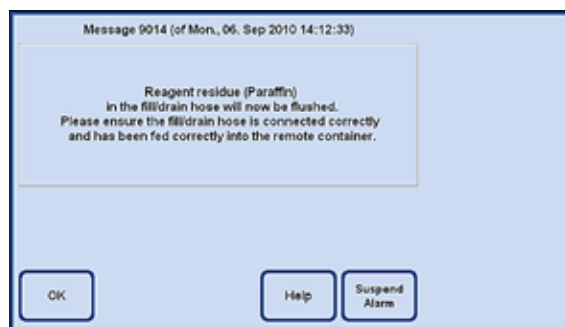 Message 9014 (of Mon., 06. Sep 2010 14:12:33)
Reagent residue (Paraffin)
in the fill/drain hose will now be flushed.
Please ensure the fill/drain hose is connected correctly
and has been fed correctly into the remote container.
OK
Help
Suspend
Alarm